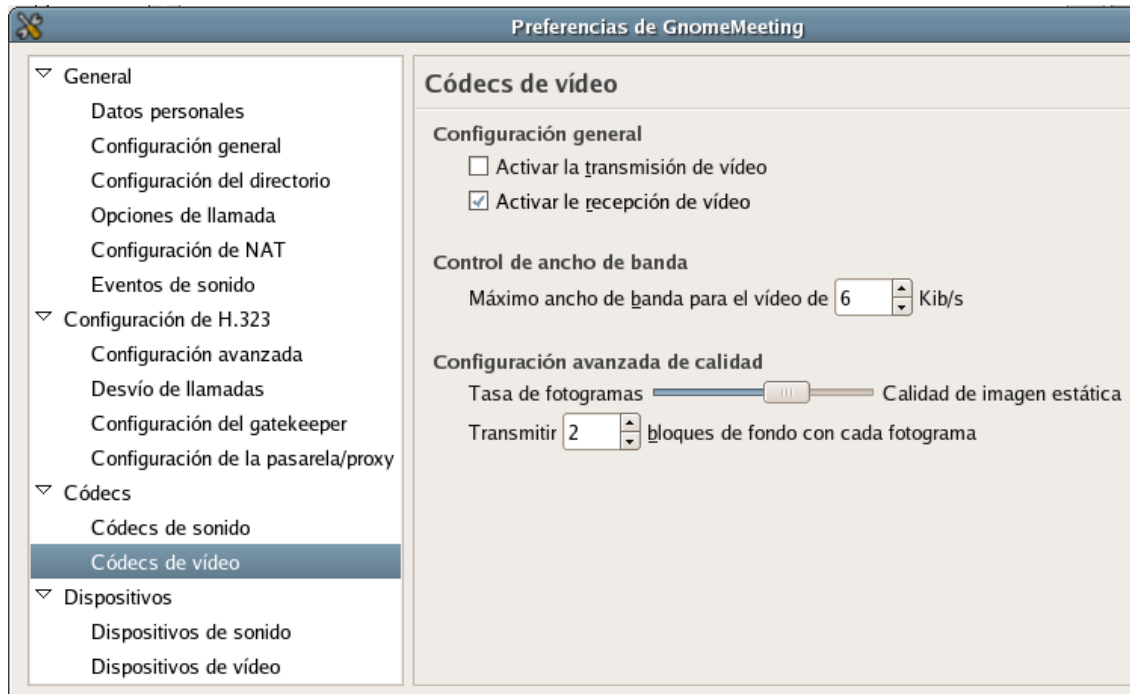 Preferencias de GnomeMeeting
General
Datos personales
Configuración general
Configuración del directorio
Opciones de llamada
Configuración de NAT
Eventos de sonido
Configuración de H.323
Configuración avanzada
Desvío de llamadas
Configuración del gatekeeper
Configuración de la pasarela/proxy
Códecs
Códecs de sonido
Códecs de vídeo
Dispositivos
Dispositivos de sonido
Dispositivos de vídeo
Códecs de vídeo
Configuración general
Activar la transmisión de vídeo
Activar le recepción de vídeo
Control de ancho de banda
Máximo ancho de banda para el vídeo de 6 Kib/s
Configuración avanzada de calidad
Tasa de fotogramas Calidad de imagen estática
Transmitir 2 bloques de fondo con cada fotograma